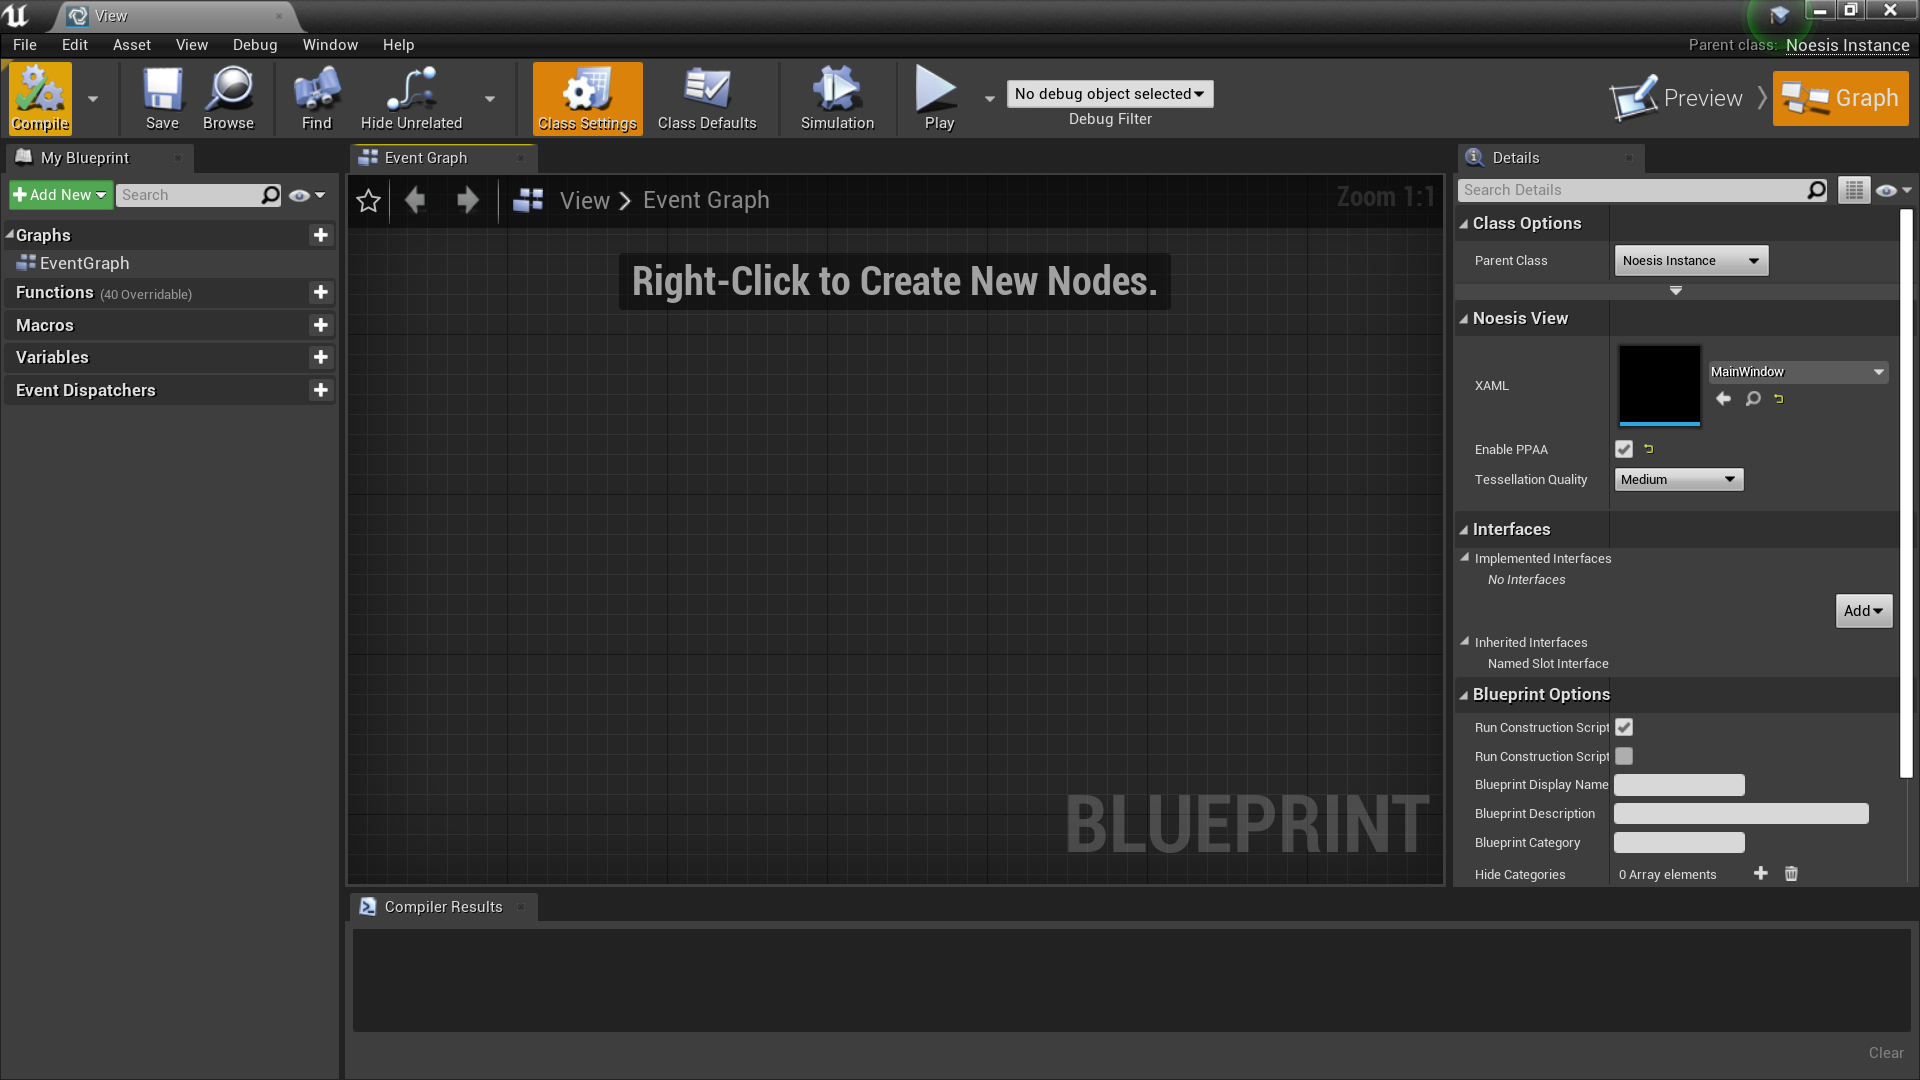 View
File Edit Asset View Debug Window Help
Parent class: Noesis Instance
Compile
Save
Browse
Find
Hide Unrelated
Class Settings
Class Defaults
Simulation
Play
No debug object selected
Debug Filter
Preview
Graph
My Blueprint
Add New
Search
Graphs
EventGraph
Functions (40 Overridable)
Macros
Variables
Event Dispatchers
Event Graph
View > Event Graph
Zoom 1:1
Right-Click to Create New Nodes.
BLUEPRINT
Compiler Results
Clear
Details
Search Details
Class Options
Parent Class Noesis Instance
Noesis View
XAML MainWindow
Enable PPAA
Tessellation Quality Medium
Interfaces
Implemented Interfaces
No Interfaces
Add
Inherited Interfaces
Named Slot Interface
Blueprint Options
Run Construction Script
Run Construction Script
Blueprint Display Name
Blueprint Description
Blueprint Category
Hide Categories 0 Array elements